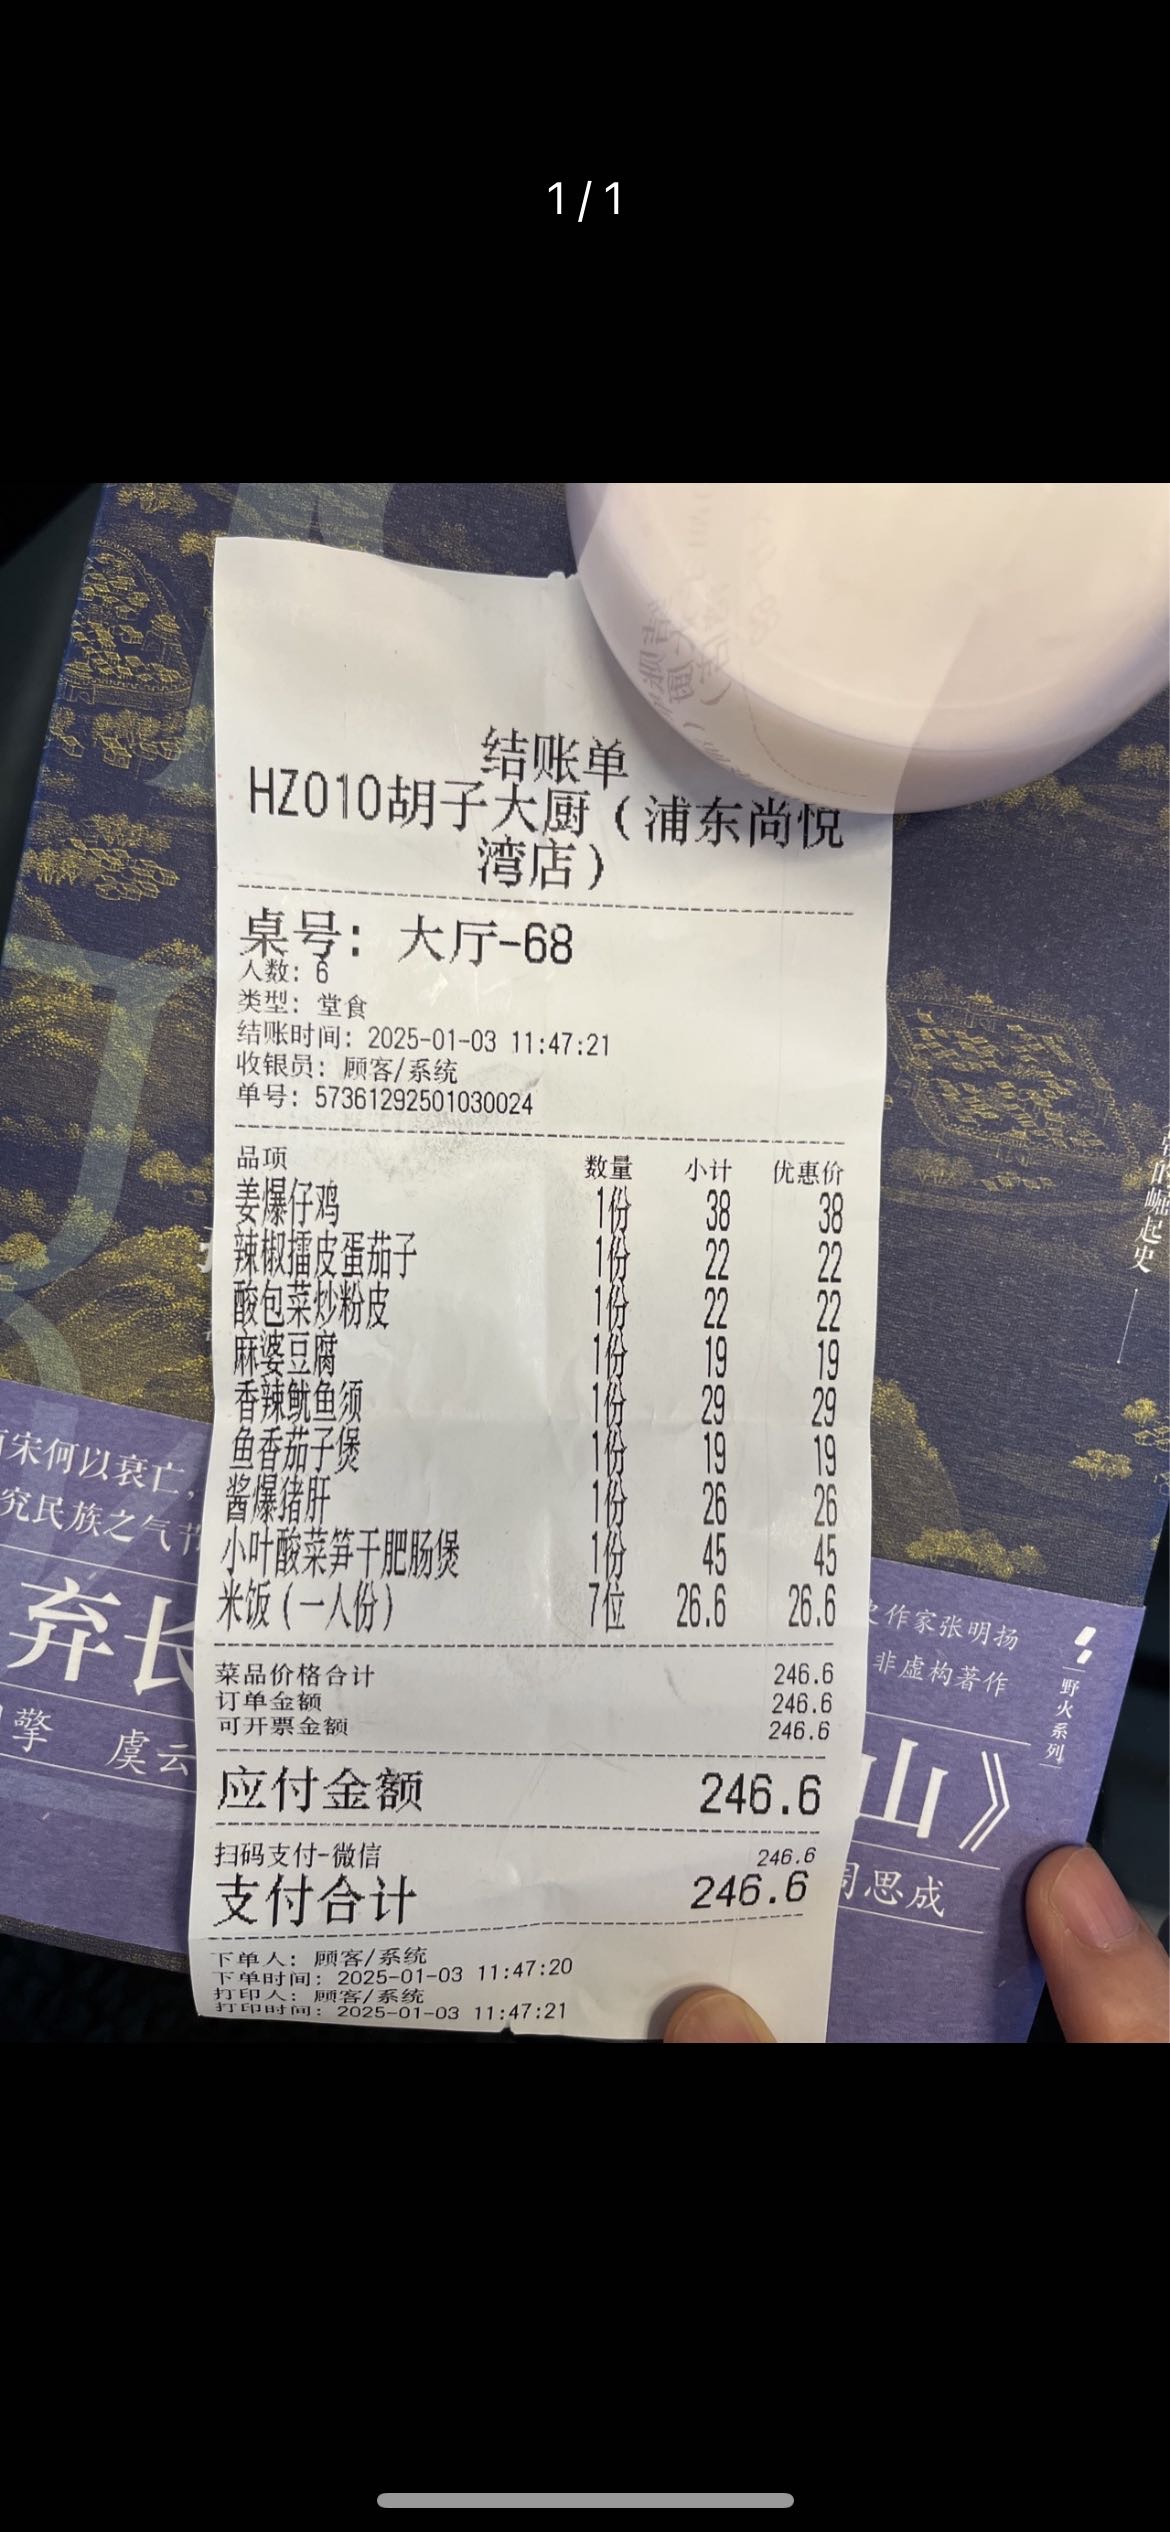 1/1
结账单
HZ010胡子大厨（浦东尚悦
湾店）
桌号：大厅-68
人数：6
类型：堂食
结账时间：2025-01-03 11:47:21
收银员：顾客/系统
单号：57361292501030024
品项 数量 小计 优惠价
姜爆仔鸡 1份 38 38
辣椒擂皮蛋茄子 1份 22 22
酸包菜炒粉皮 1份 22 22
麻婆豆腐 1份 19 19
香辣鱿鱼须 1份 29 29
鱼香茄子煲 1份 19 19
酱爆猪肝 1份 26 26
小叶酸菜笋干肥肠煲 1份 45 45
米饭（一人份） 7位 26.6 26.6
菜品价格合计 246.6
订单金额 246.6
可开票金额 246.6
应付金额 246.6
扫码支付-微信 246.6
支付合计 246.6
下单人：顾客/系统
下单时间：2025-01-03 11:47:20
打印人：顾客/系统
打印时间：2025-01-03 11:47:21
宋何以衰亡，
究民族之气节
弃长
擎 虞云
的崛起史
作家张明扬
非虚构著作
野火系列
山》
周思成